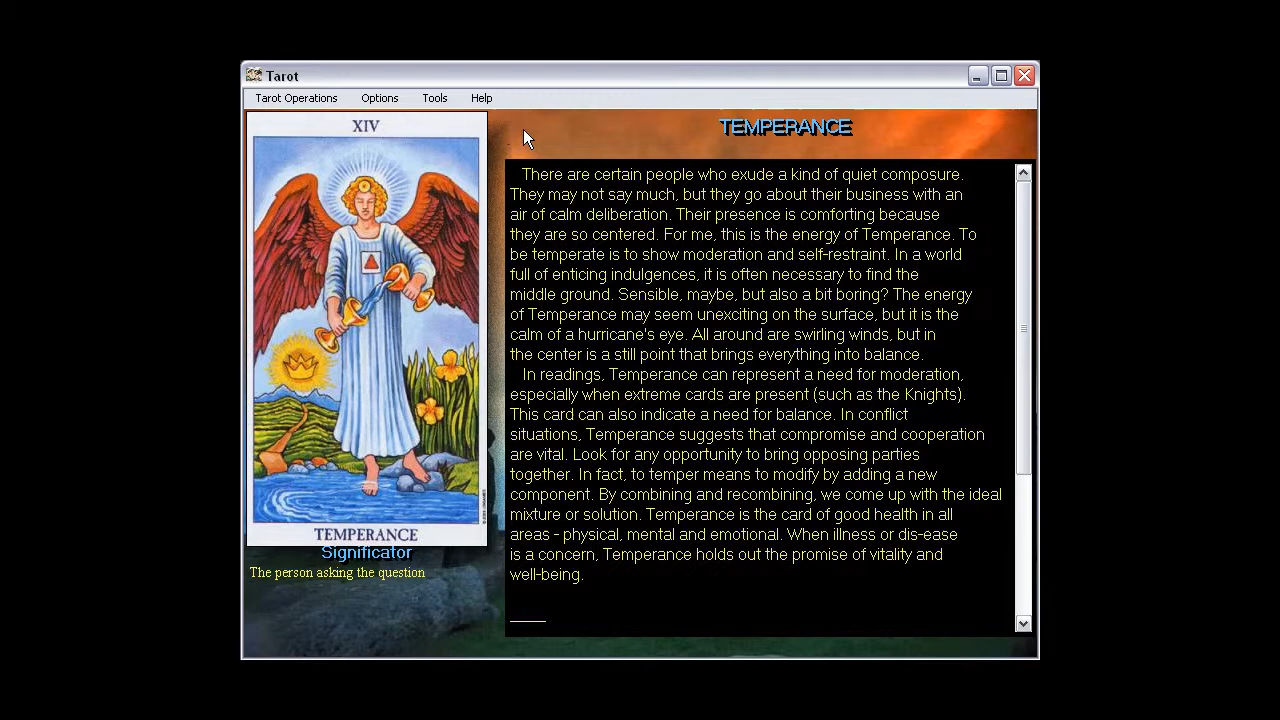 Tarot
Tarot Operations Options Tools Help
XIV
TEMPERANCE
Significator
The person asking the question
TEMPERANCE
There are certain people who exude a kind of quiet composure.
They may not say much, but they go about their business with an
air of calm deliberation. Their presence is comforting because
they are so centered. For me, this is the energy of Temperance. To
be temperate is to show moderation and self-restraint. In a world
full of enticing indulgences, it is often necessary to find the
middle ground. Sensible, maybe, but also a bit boring? The energy
of Temperance may seem unexciting on the surface, but it is the
calm of a hurricane's eye. All around are swirling winds, but in
the center is a still point that brings everything into balance.
In readings, Temperance can represent a need for moderation,
especially when extreme cards are present (such as the Knights).
This card can also indicate a need for balance. In conflict
situations, Temperance suggests that compromise and cooperation
are vital. Look for any opportunity to bring opposing parties
together. In fact, to temper means to modify by adding a new
component. By combining and recombining, we come up with the ideal
mixture or solution. Temperance is the card of good health in all
areas - physical, mental and emotional. When illness or dis-ease
is a concern, Temperance holds out the promise of vitality and
well-being.